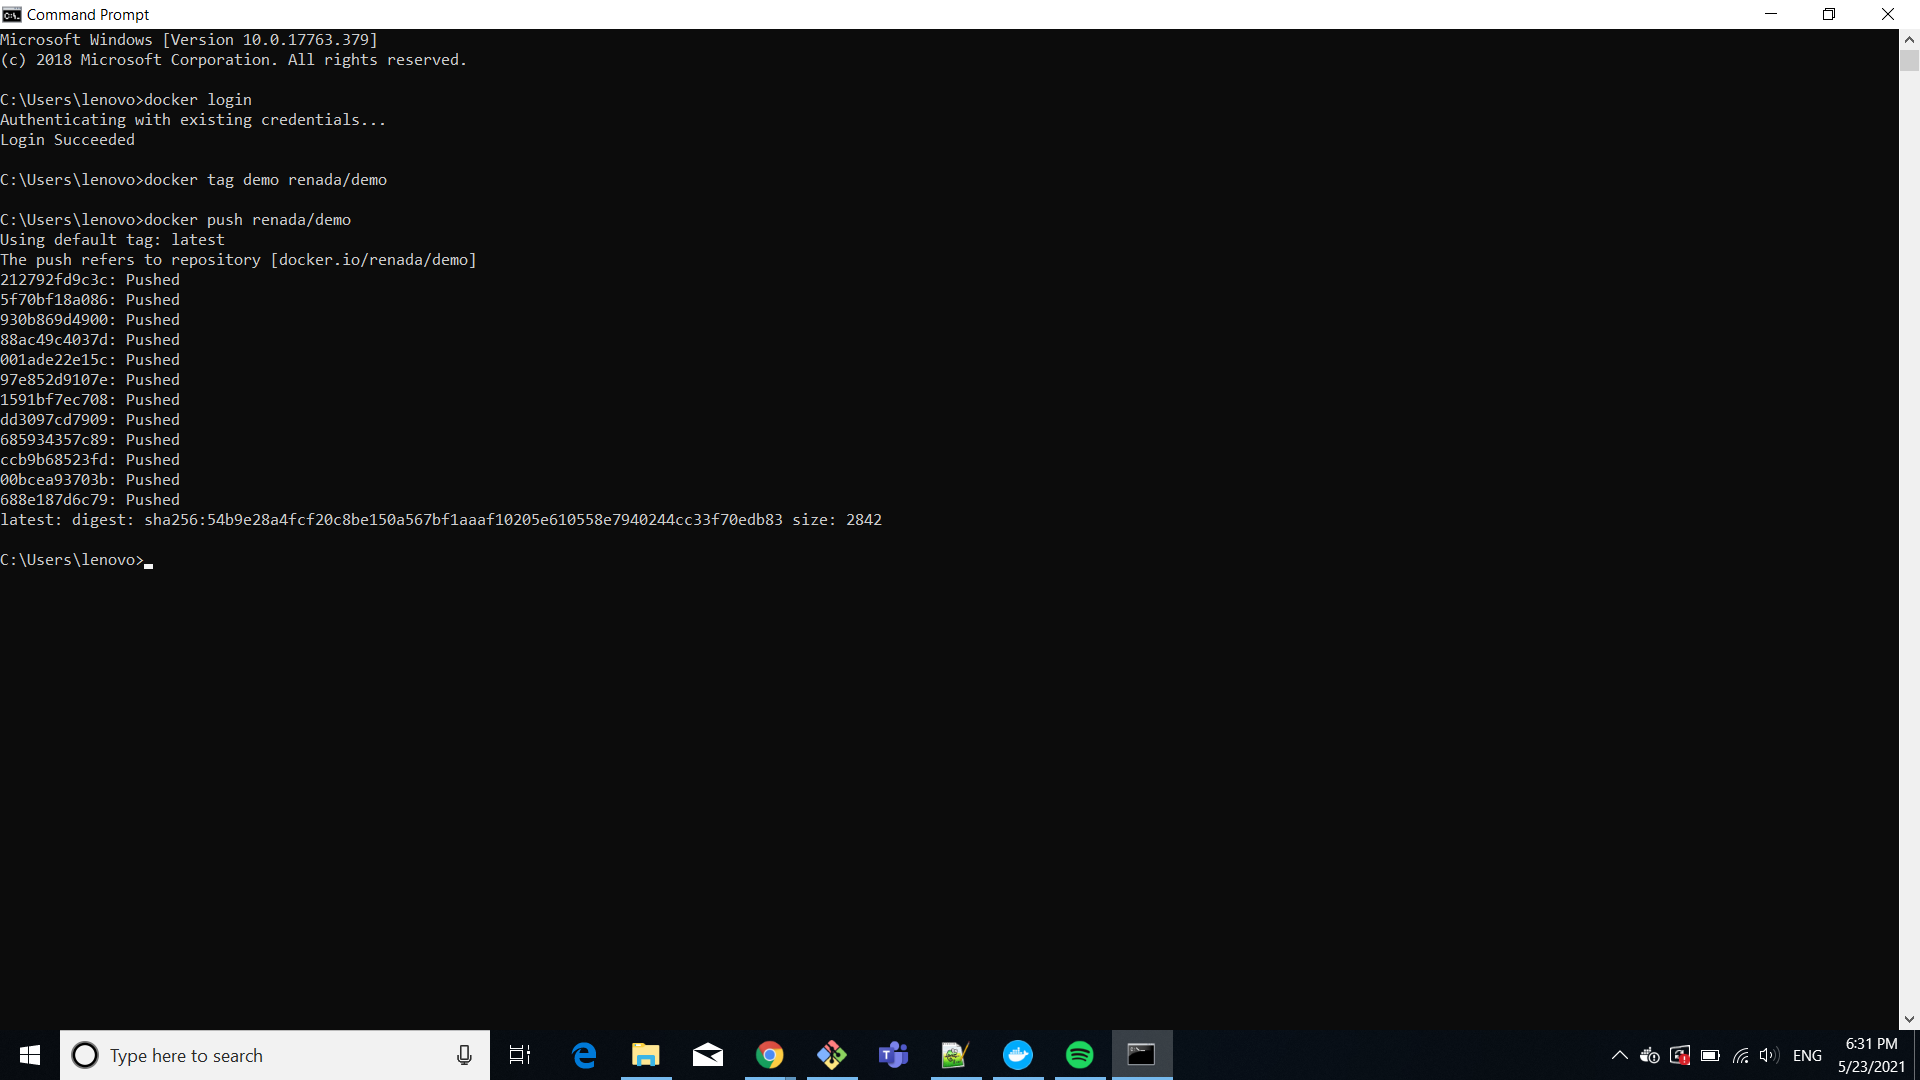 Command Prompt
Microsoft Windows [Version 10.0.17763.379]
(c) 2018 Microsoft Corporation. All rights reserved.
C:\Users\lenovo>docker login
Authenticating with existing credentials...
Login Succeeded
C:\Users\lenovo>docker tag demo renada/demo
C:\Users\lenovo>docker push renada/demo
Using default tag: latest
The push refers to repository [docker.io/renada/demo]
212792fd9c3c: Pushed
5f70bf18a086: Pushed
930b869d4900: Pushed
88ac49c4037d: Pushed
001ade22e15c: Pushed
97e852d9107e: Pushed
1591bf7ec708: Pushed
dd3097cd7909: Pushed
685934357c89: Pushed
ccb9b68523fd: Pushed
00bcea93703b: Pushed
688e187d6c79: Pushed
latest: digest: sha256:54b9e28a4fcf20c8be150a567bf1aaaf10205e610558e7940244cc33f70edb83 size: 2842
C:\Users\lenovo>
Type here to search
ENG
6:31 PM
5/23/2021